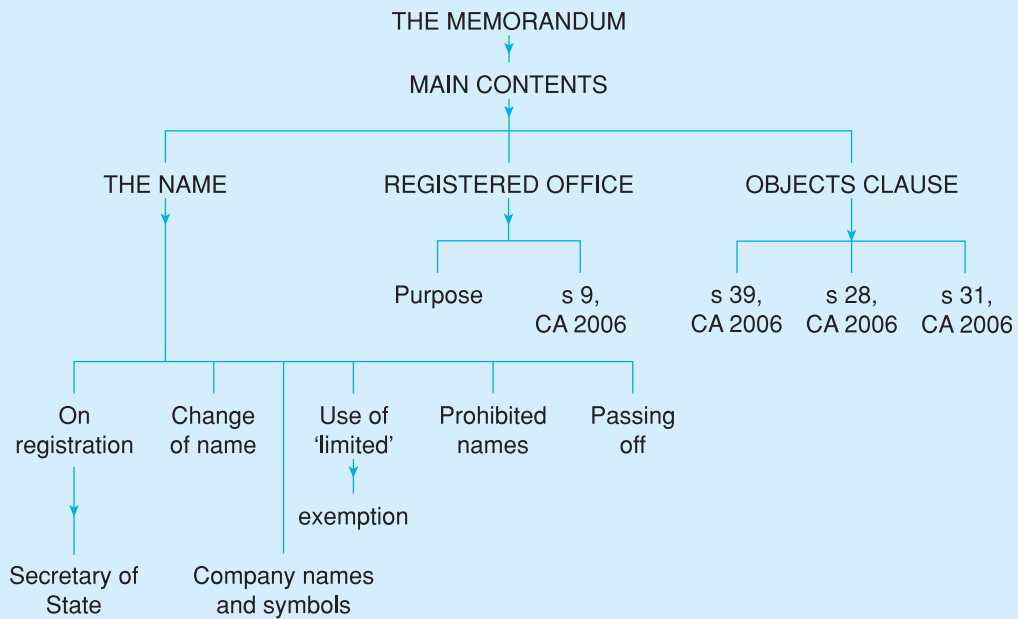 THE MEMORANDUM
MAIN CONTENTS
THE NAME
REGISTERED OFFICE
OBJECTS CLAUSE
Purpose
s 9,
CA 2006
s 39,
CA 2006
s 28,
CA 2006
s 31,
CA 2006
On
registration
Change
of name
Use of
‘limited’
Prohibited
names
Passing
off
exemption
Secretary of
State
Company names
and symbols